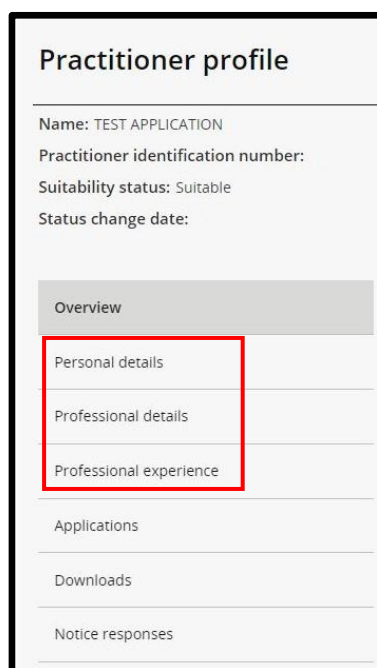 Practitioner profile
Name: TEST APPLICATION
Practitioner identification number:
Suitability status: Suitable
Status change date:
Overview
Personal details
Professional details
Professional experience
Applications
Downloads
Notice responses